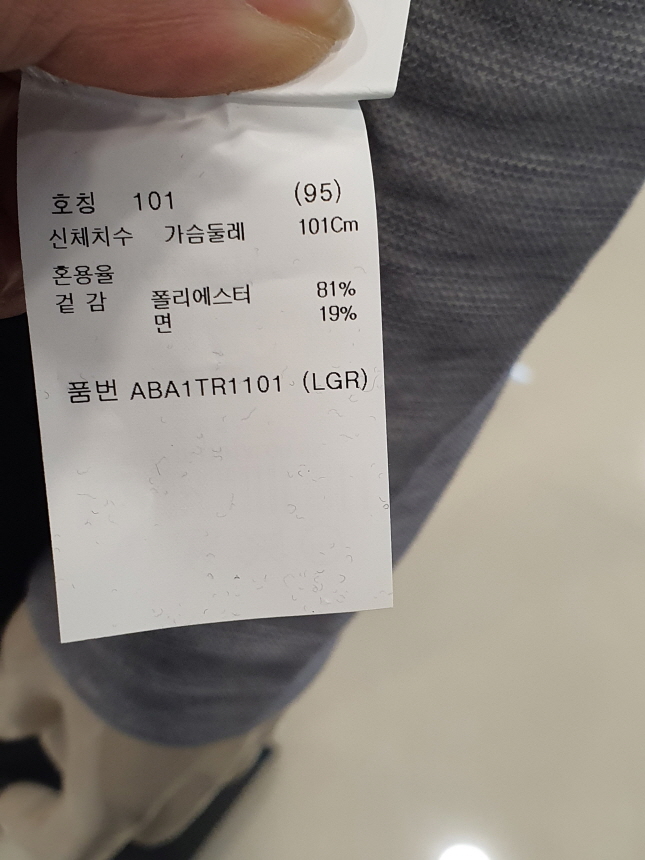 호칭 101 (95)
신체치수 가슴둘레 101Cm
혼용율
겉 감 폴리에스터 81%
면 19%
품번 ABA1TR1101 (LGR)